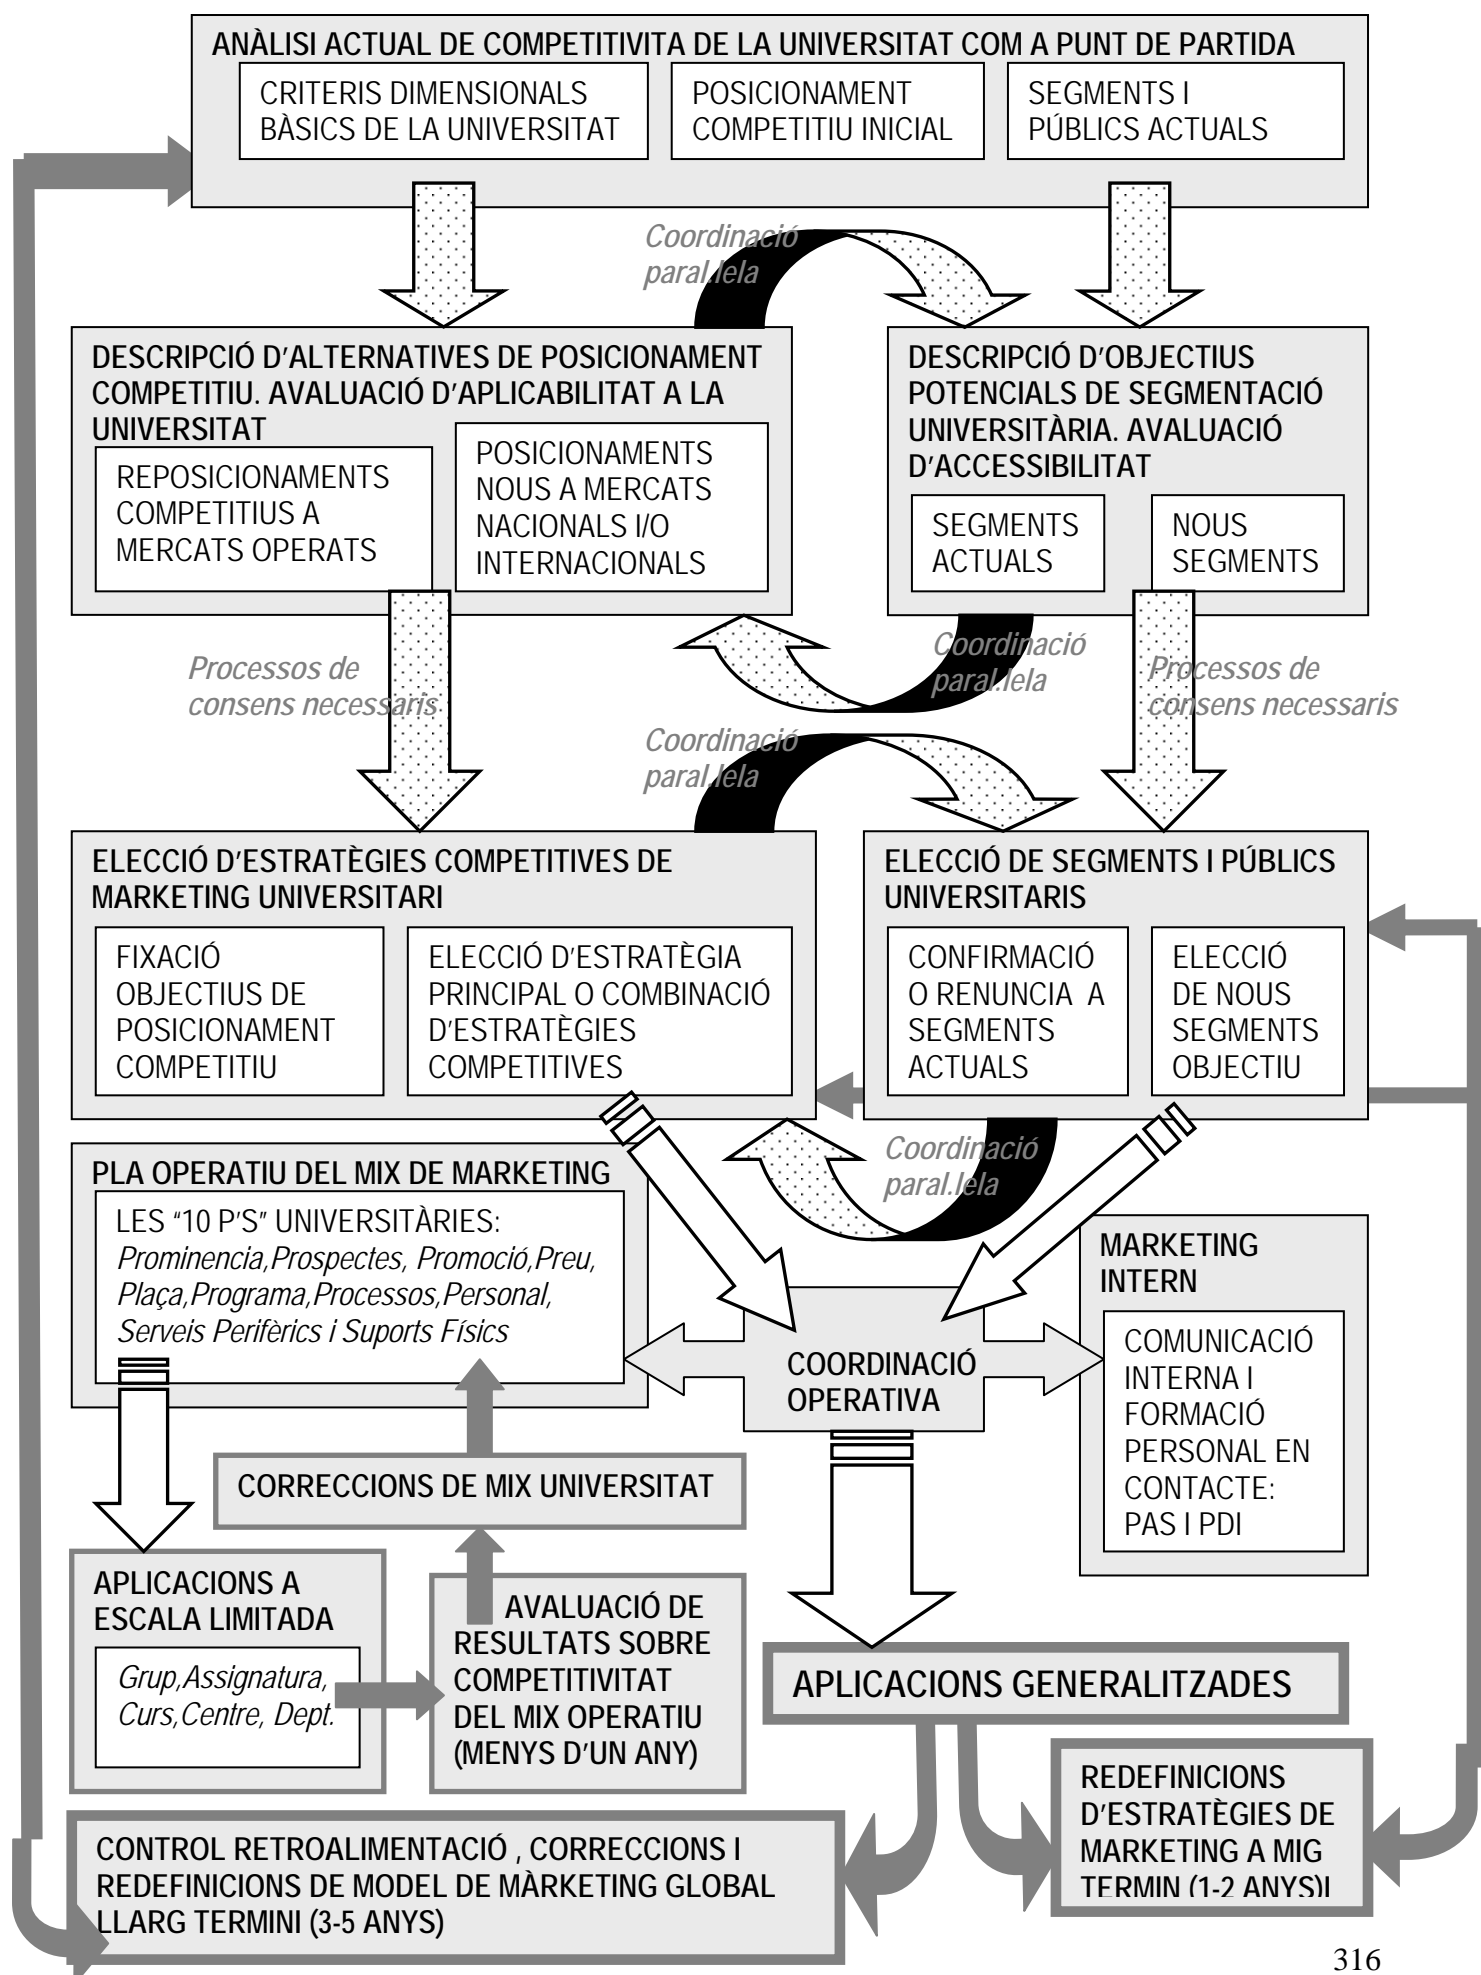 ANÀLISI ACTUAL DE COMPETITIVITA DE LA UNIVERSITAT COM A PUNT DE PARTIDA
CRITERIS DIMENSIONALS
BÀSICS DE LA UNIVERSITAT
POSICIONAMENT
COMPETITIU INICIAL
SEGMENTS I
PÚBLICS ACTUALS
Coordinació
paral.lela
DESCRIPCIÓ D'ALTERNATIVES DE POSICIONAMENT
COMPETITIU. AVALUACIÓ D'APLICABILITAT A LA
UNIVERSITAT
REPOSICIONAMENTS
COMPETITIUS A
MERCATS OPERATS
POSICIONAMENTS
NOUS A MERCATS
NACIONALS I/O
INTERNACIONALS
DESCRIPCIÓ D'OBJECTIUS
POTENCIALS DE SEGMENTACIÓ
UNIVERSITÀRIA. AVALUACIÓ
D'ACCESSIBILITAT
SEGMENTS
ACTUALS
NOUS
SEGMENTS
Processos de
consens necessaris
Coordinació
paral.lela
Processos de
consens necessaris
Coordinació
paral.lela
ELECCIÓ D'ESTRATÈGIES COMPETITIVES DE
MARKETING UNIVERSITARI
FIXACIÓ
OBJECTIUS DE
POSICIONAMENT
COMPETITIU
ELECCIÓ D'ESTRATÈGIA
PRINCIPAL O COMBINACIÓ
D'ESTRATÈGIES
COMPETITIVES
ELECCIÓ DE SEGMENTS I PÚBLICS
UNIVERSITARIS
CONFIRMACIÓ
O RENUNCIA A
SEGMENTS
ACTUALS
ELECCIÓ
DE NOUS
SEGMENTS
OBJECTIU
Coordinació
paral.lela
PLA OPERATIU DEL MIX DE MARKETING
LES “10 P'S” UNIVERSITÀRIES:
Prominencia,Prospectes, Promoció,Preu,
Plaça,Programa,Processos,Personal,
Serveis Perifèrics i Suports Físics
MARKETING
INTERN
COMUNICACIÓ
INTERNA I
FORMACIÓ
PERSONAL EN
CONTACTE:
PAS I PDI
COORDINACIÓ
OPERATIVA
CORRECCIONS DE MIX UNIVERSITAT
APLICACIONS A
ESCALA LIMITADA
Grup,Assignatura,
Curs,Centre, Dept.
AVALUACIÓ DE
RESULTATS SOBRE
COMPETITIVITAT
DEL MIX OPERATIU
(MENYS D'UN ANY)
APLICACIONS GENERALITZADES
REDEFINICIONS
D'ESTRATÈGIES DE
MARKETING A MIG
TERMIN (1-2 ANYS)I
CONTROL RETROALIMENTACIÓ , CORRECCIONS I
REDEFINICIONS DE MODEL DE MÀRKETING GLOBAL
LLARG TERMINI (3-5 ANYS)
316